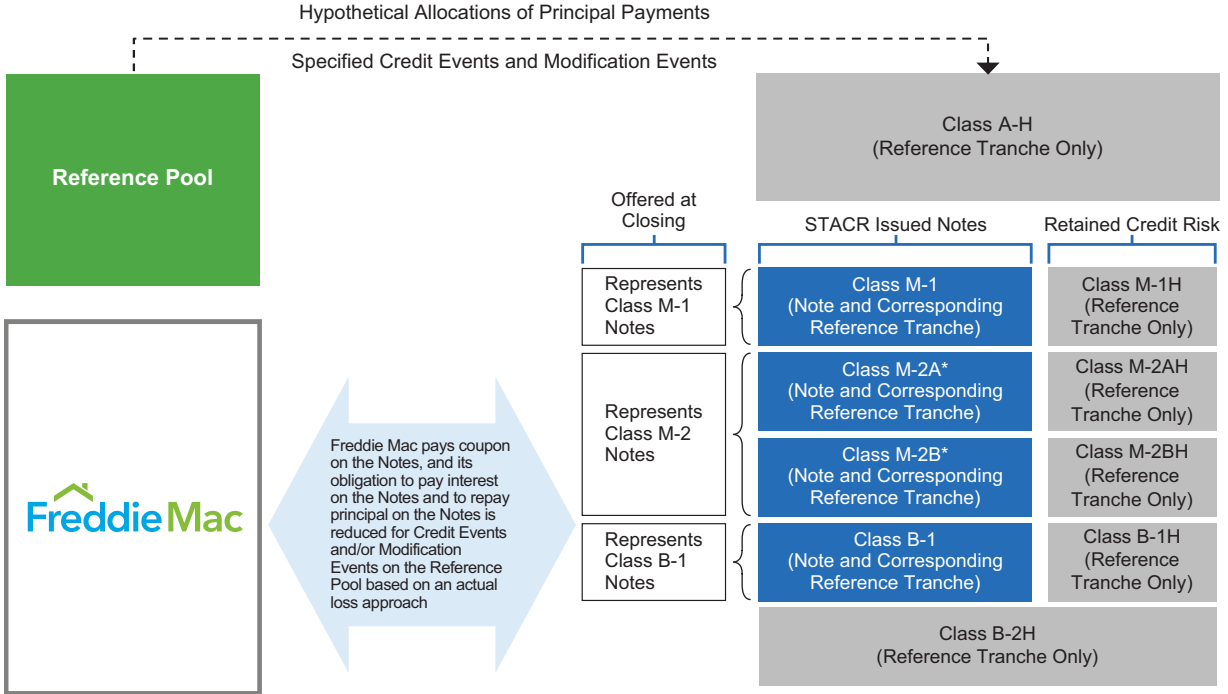 Hypothetical Allocations of Principal Payments
Specified Credit Events and Modification Events
Reference Pool
Class A-H
(Reference Tranche Only)
Offered at
Closing
STACR Issued Notes
Retained Credit Risk
Represents
Class M-1
Notes
Class M-1
(Note and Corresponding
Reference Tranche)
Class M-1H
(Reference
Tranche Only)
Represents
Class M-2
Notes
Class M-2A*
(Note and Corresponding
Reference Tranche)
Class M-2AH
(Reference
Tranche Only)
Class M-2B*
(Note and Corresponding
Reference Tranche)
Class M-2BH
(Reference
Tranche Only)
Represents
Class B-1
Notes
Class B-1
(Note and Corresponding
Reference Tranche)
Class B-1H
(Reference
Tranche Only)
Class B-2H
(Reference Tranche Only)
Freddie Mac
Freddie Mac pays coupon
on the Notes, and its
obligation to pay interest
on the Notes and to repay
principal on the Notes is
reduced for Credit Events
and/or Modification
Events on the Reference
Pool based on an actual
loss approach